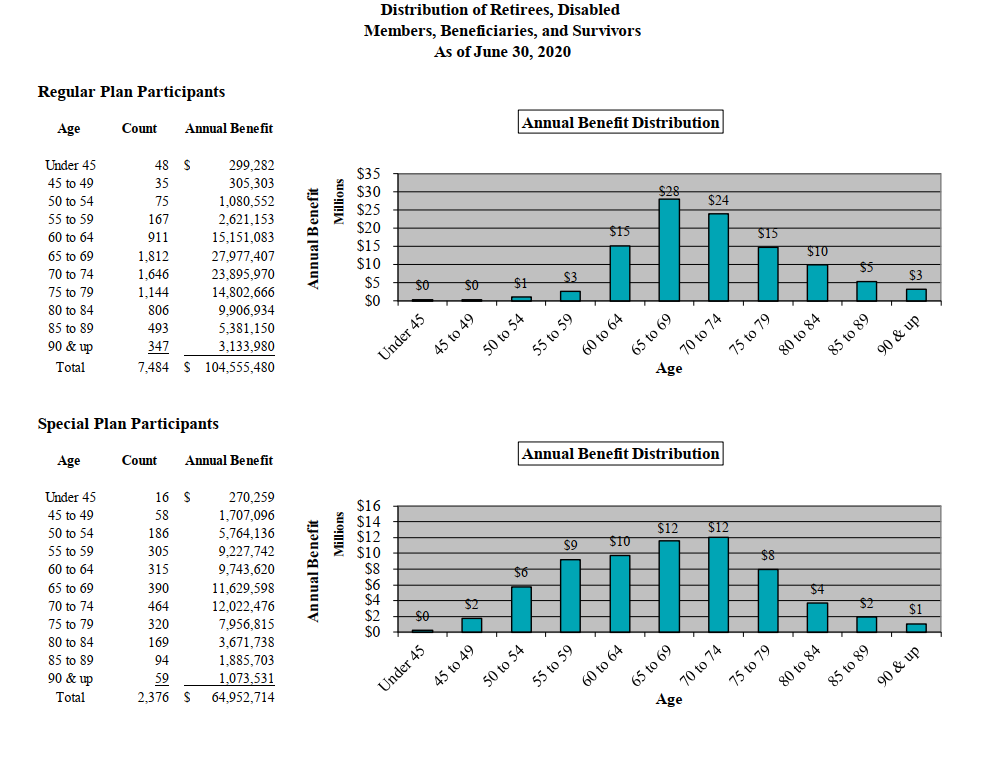 Distribution of Retirees, Disabled
Members, Beneficiaries, and Survivors
As of June 30, 2020
Regular Plan Participants
Age Count Annual Benefit
Under 45 48 $ 299,282
45 to 49 35 305,303
50 to 54 75 1,080,552
55 to 59 167 2,621,153
60 to 64 911 15,151,083
65 to 69 1,812 27,977,407
70 to 74 1,646 23,895,970
75 to 79 1,144 14,802,666
80 to 84 806 9,906,934
85 to 89 493 5,381,150
90 & up 347 3,133,980
Total 7,484 $ 104,555,480
Annual Benefit Distribution
Annual Benefit
Millions
$35
$30
$25
$20
$15
$10
$5
$0
$0 $0 $1 $3 $15 $28 $24 $15 $10 $5 $3
Under 45 45 to 49 50 to 54 55 to 59 60 to 64 65 to 69 70 to 74 75 to 79 80 to 84 85 to 89 90 & up
Age
Special Plan Participants
Age Count Annual Benefit
Under 45 16 $ 270,259
45 to 49 58 1,707,096
50 to 54 186 5,764,136
55 to 59 305 9,227,742
60 to 64 315 9,743,620
65 to 69 390 11,629,598
70 to 74 464 12,022,476
75 to 79 320 7,956,815
80 to 84 169 3,671,738
85 to 89 94 1,885,703
90 & up 59 1,073,531
Total 2,376 $ 64,952,714
Annual Benefit Distribution
Annual Benefit
Millions
$16
$14
$12
$10
$8
$6
$4
$2
$0
$0 $2 $6 $9 $10 $12 $12 $8 $4 $2 $1
Under 45 45 to 49 50 to 54 55 to 59 60 to 64 65 to 69 70 to 74 75 to 79 80 to 84 85 to 89 90 & up
Age